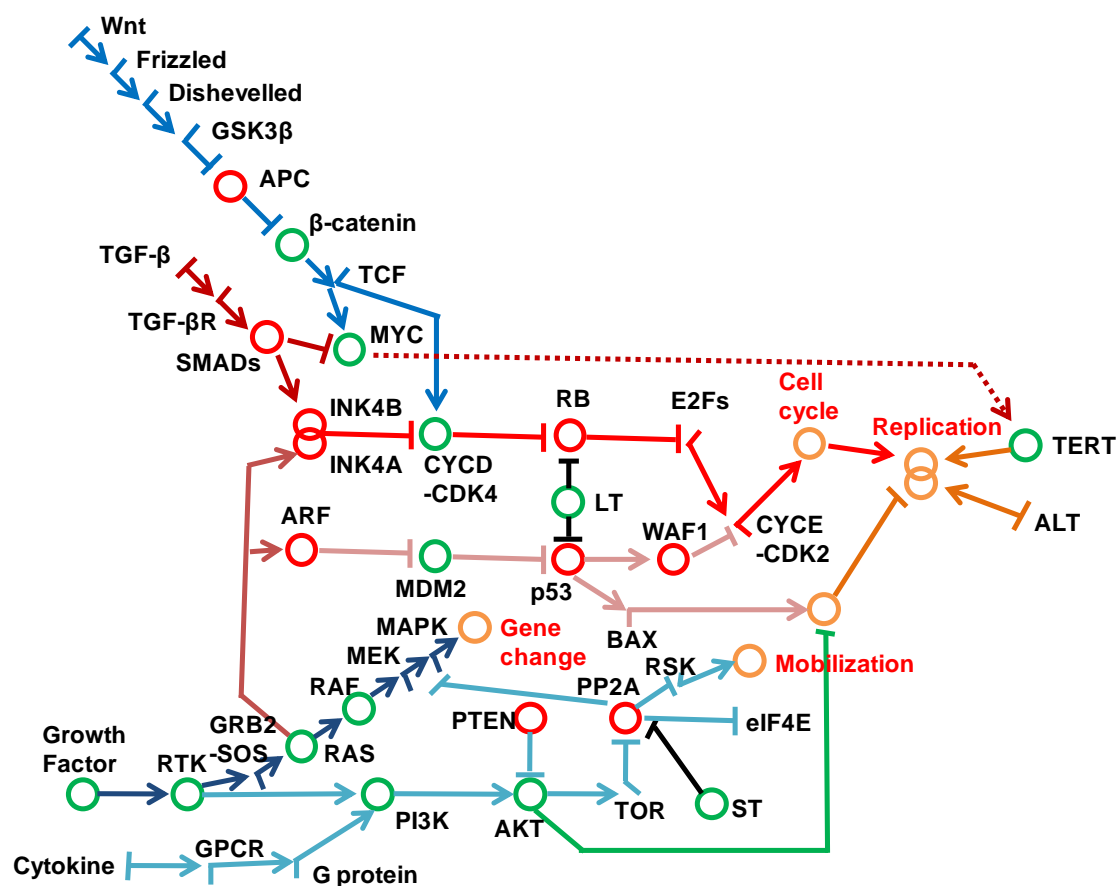 Wnt
Frizzled
Dishevelled
GSK3β
APC
β-catenin
TGF-β
TCF
TGF-βR
MYC
SMADs
Cell
cycle
INK4B
RB
E2Fs
Replication
INK4A
CYCD
-CDK4
TERT
LT
ARF
WAF1
CYCE
-CDK2
ALT
MDM2
p53
MAPK
Gene
change
BAX
MEK
RSK
Mobilization
RAF
PP2A
PTEN
eIF4E
GRB2
-SOS
RAS
Growth
Factor
RTK
PI3K
AKT
TOR
ST
GPCR
Cytokine
G protein